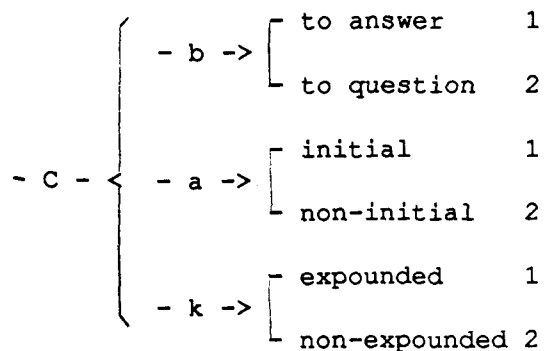 to answer 1
- b ->
to question 2
initial 1
- C - - a ->
non-initial 2
expounded 1
- k ->
non-expounded 2